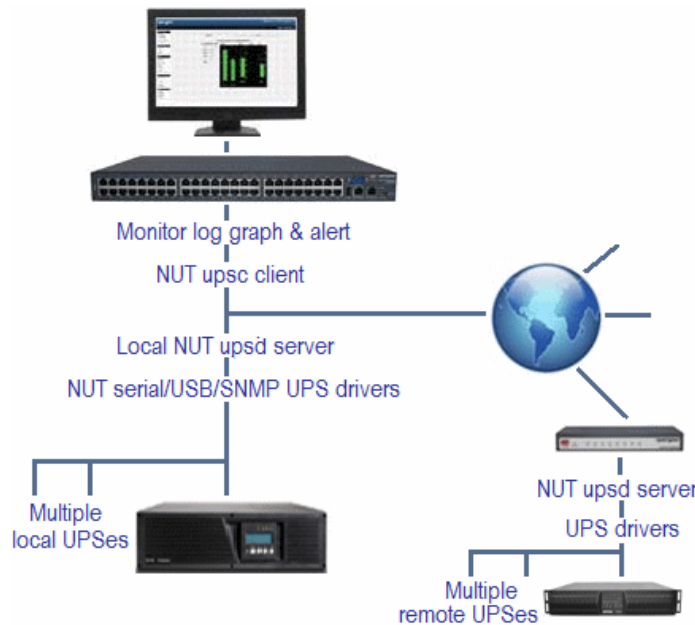 Monitor log graph & alert
NUT upsc client
Local NUT upsd server
NUT serial/USB/SNMP UPS drivers
Multiple
local UPSes
NUT upsd server
UPS drivers
Multiple
remote UPSes